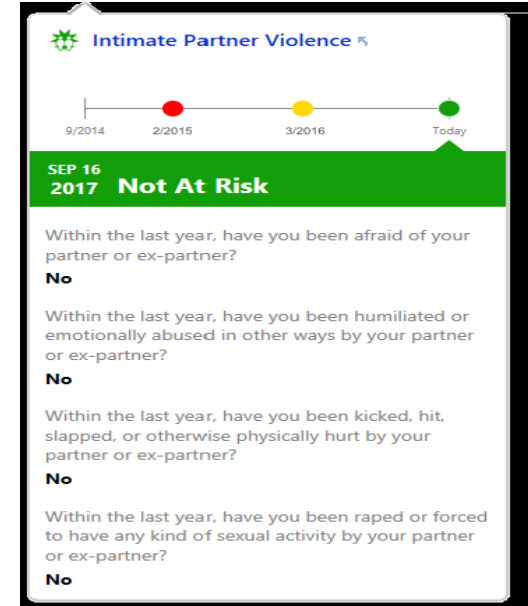 Intimate Partner Violence
9/2014 2/2015 3/2016 Today
SEP 16
2017 Not At Risk
Within the last year, have you been afraid of your
partner or ex-partner?
No
Within the last year, have you been humiliated or
emotionally abused in other ways by your partner
or ex-partner?
No
Within the last year, have you been kicked, hit,
slapped, or otherwise physically hurt by your
partner or ex-partner?
No
Within the last year, have you been raped or forced
to have any kind of sexual activity by your partner
or ex-partner?
No